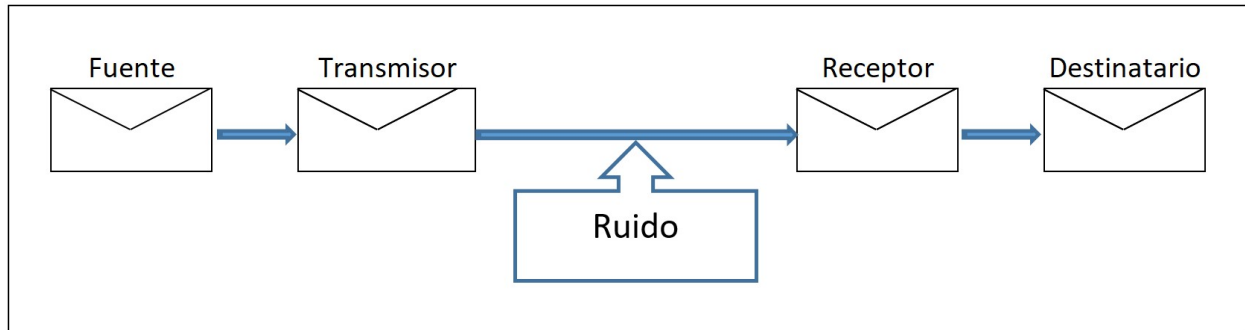 Fuente
Transmisor
Receptor
Destinatario
Ruido